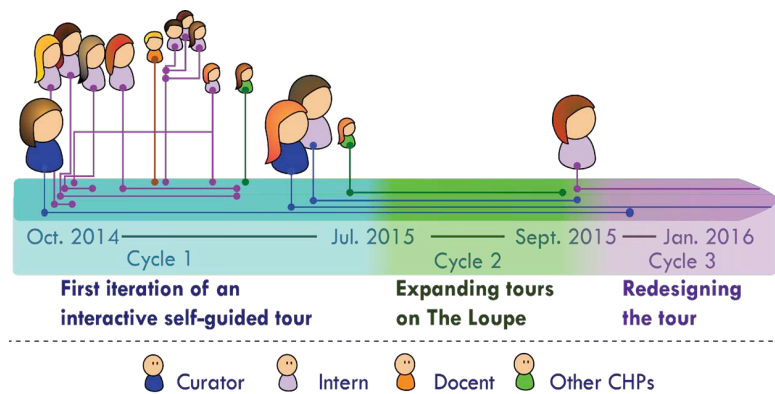 Oct. 2014 Jul. 2015 Sept. 2015 Jan. 2016
Cycle 1 Cycle 2 Cycle 3
First iteration of an
interactive self-guided tour
Expanding tours
on The Loupe
Redesigning
the tour
Curator Intern Docent Other CHPs